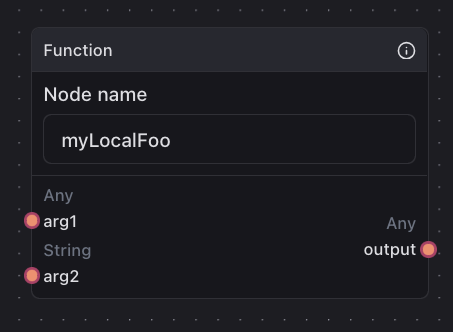 Function
Node name
myLocalFoo
Any
arg1
Any
String
output
arg2